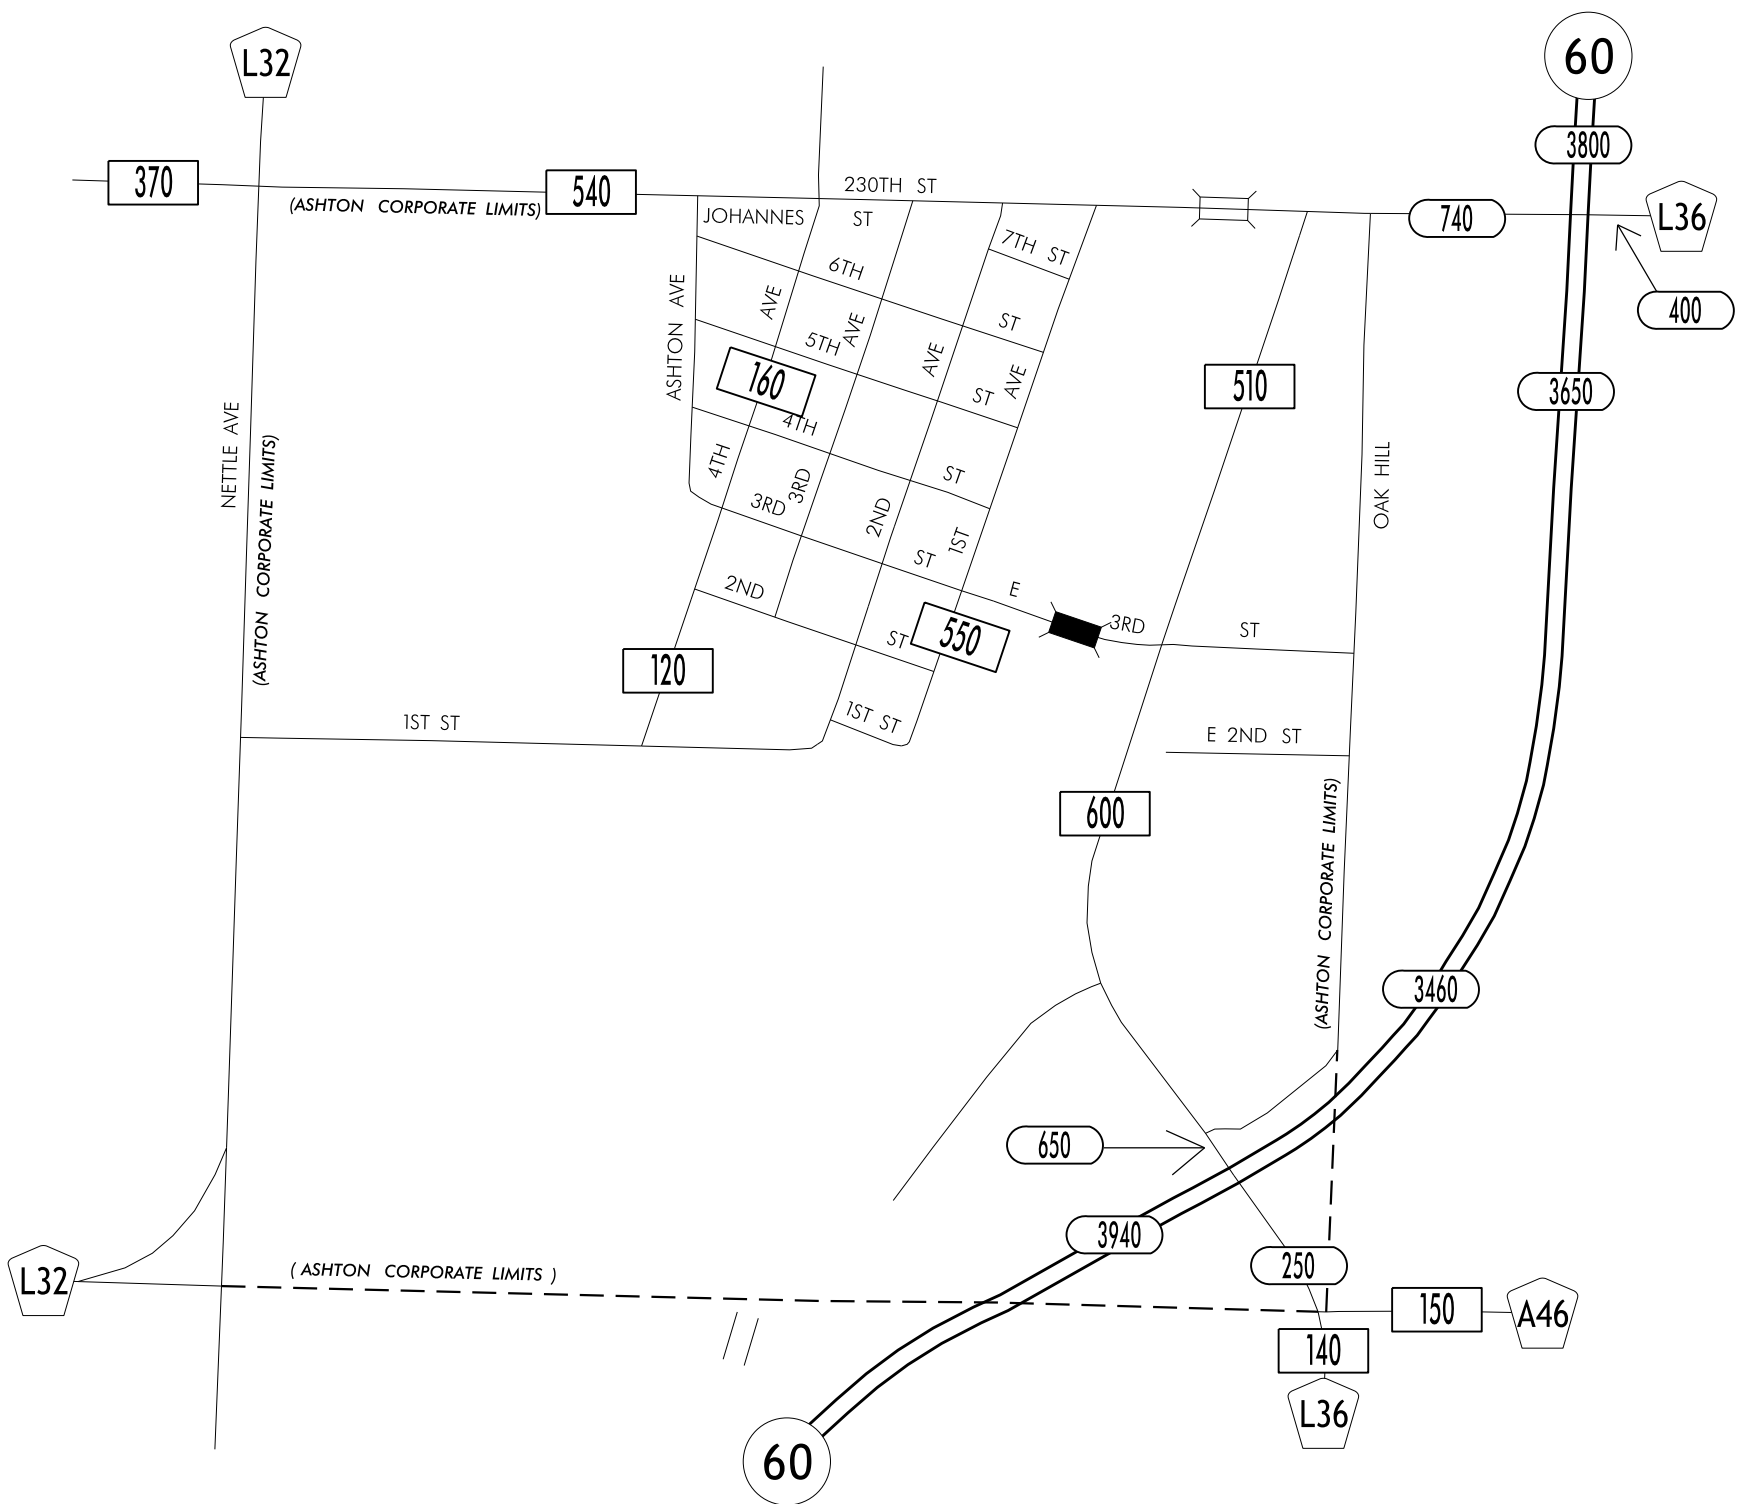 60
L32
3800
370
540
230TH ST
(ASHTON CORPORATE LIMITS)
JOHANNES ST
740
L36
7TH ST
400
6TH ST
ASHTON AVE
AVE
AVE
AVE
AVE
5TH ST
160
510
3650
4TH ST
NETTLE AVE
(ASHTON CORPORATE LIMITS)
OAK HILL
4TH
3RD
2ND
1ST
3RD ST
E 3RD ST
2ND ST
550
120
1ST ST
1ST ST
E 2ND ST
600
(ASHTON CORPORATE LIMITS)
3460
650
3940
250
L32
( ASHTON CORPORATE LIMITS )
150
A46
140
L36
60